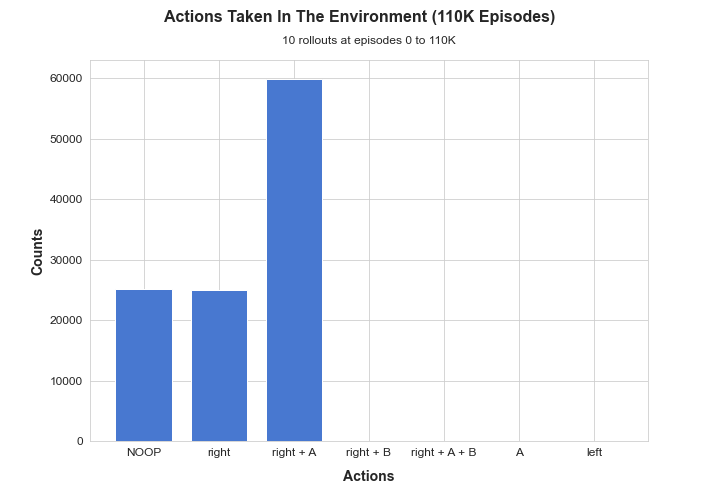 Actions Taken In The Environment (110K Episodes)
10 rollouts at episodes 0 to 110K
60000
50000
40000
30000
20000
10000
0
Counts
NOOP right right + A right + B right + A + B A left
Actions